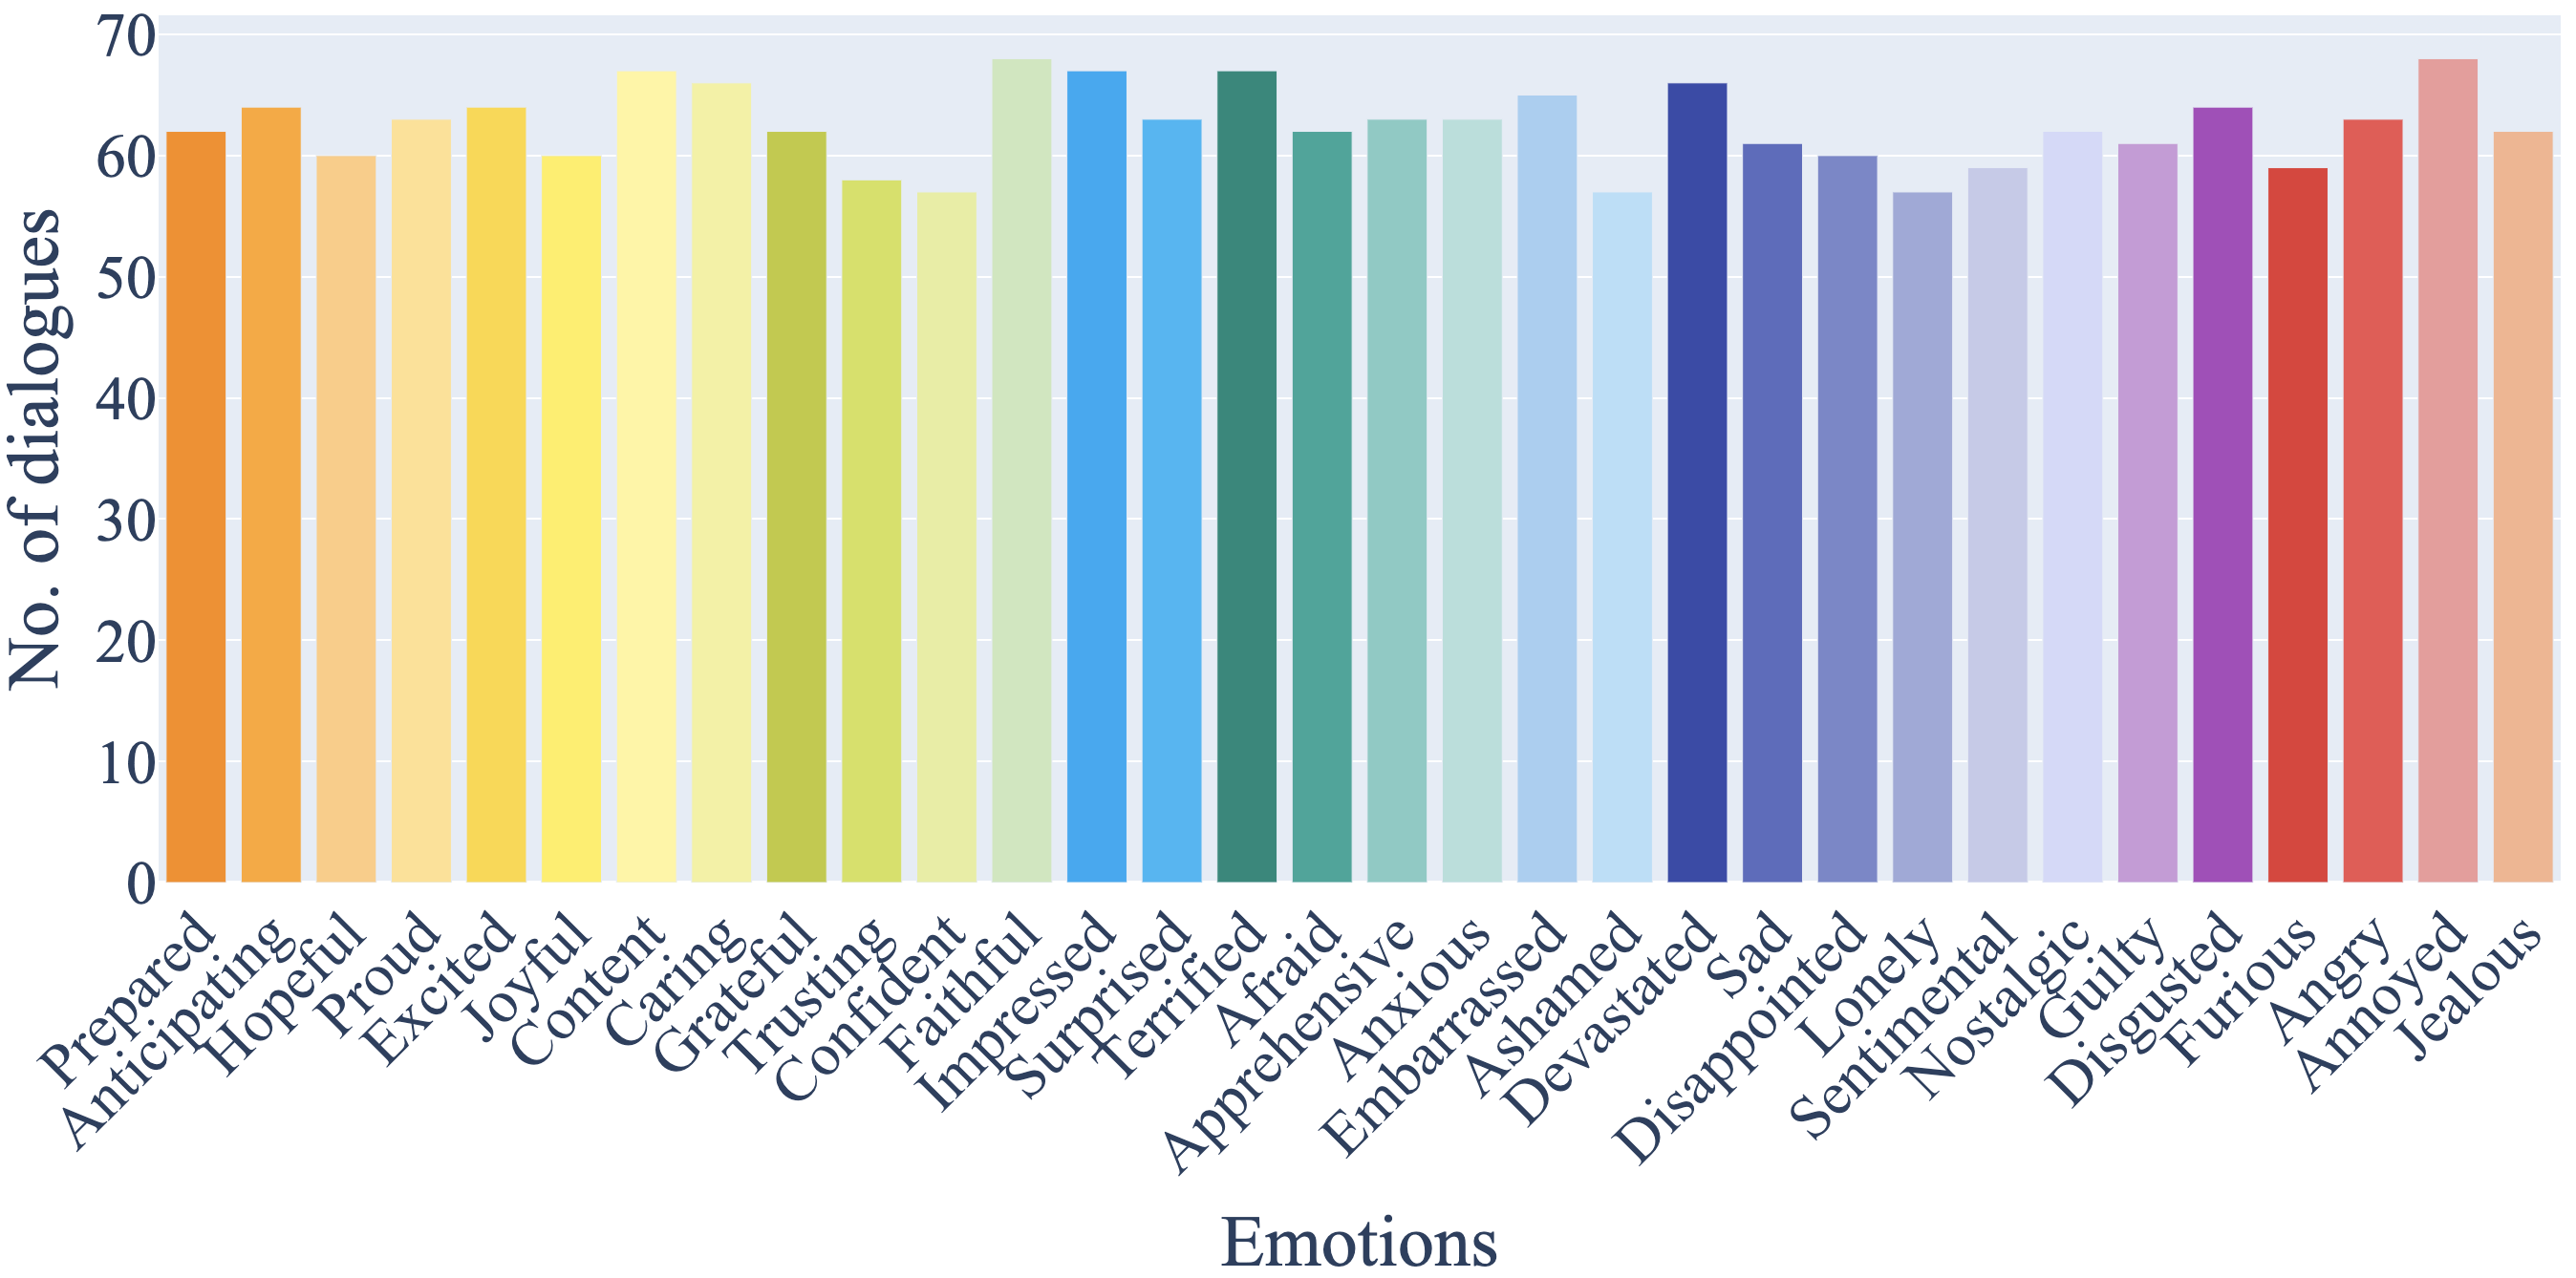 No. of dialogues
70
60
50
40
30
20
10
0
Prepared
Anticipating
Hopeful
Proud
Excited
Joyful
Content
Caring
Grateful
Trusting
Confident
Faithful
Impressed
Surprised
Terrified
Afraid
Apprehensive
Anxious
Embarrassed
Ashamed
Devastated
Sad
Disappointed
Lonely
Sentimental
Nostalgic
Guilty
Disgusted
Furious
Angry
Annoyed
Jealous
Emotions